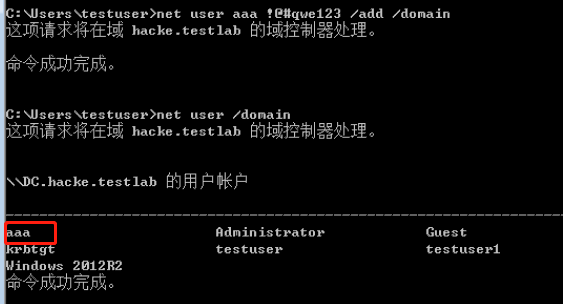 C:\Users\testuser>net user aaa !@#qwe123 /add /domain
这项请求将在域 hacke.testlab 的域控制器处理。
命令成功完成。
C:\Users\testuser>net user /domain
这项请求将在域 hacke.testlab 的域控制器处理。
\\DC.hacke.testlab 的用户帐户
-------------------------------------------------------------------------------
aaa Administrator Guest
krbtgt testuser testuser1
Windows 2012R2
命令成功完成。